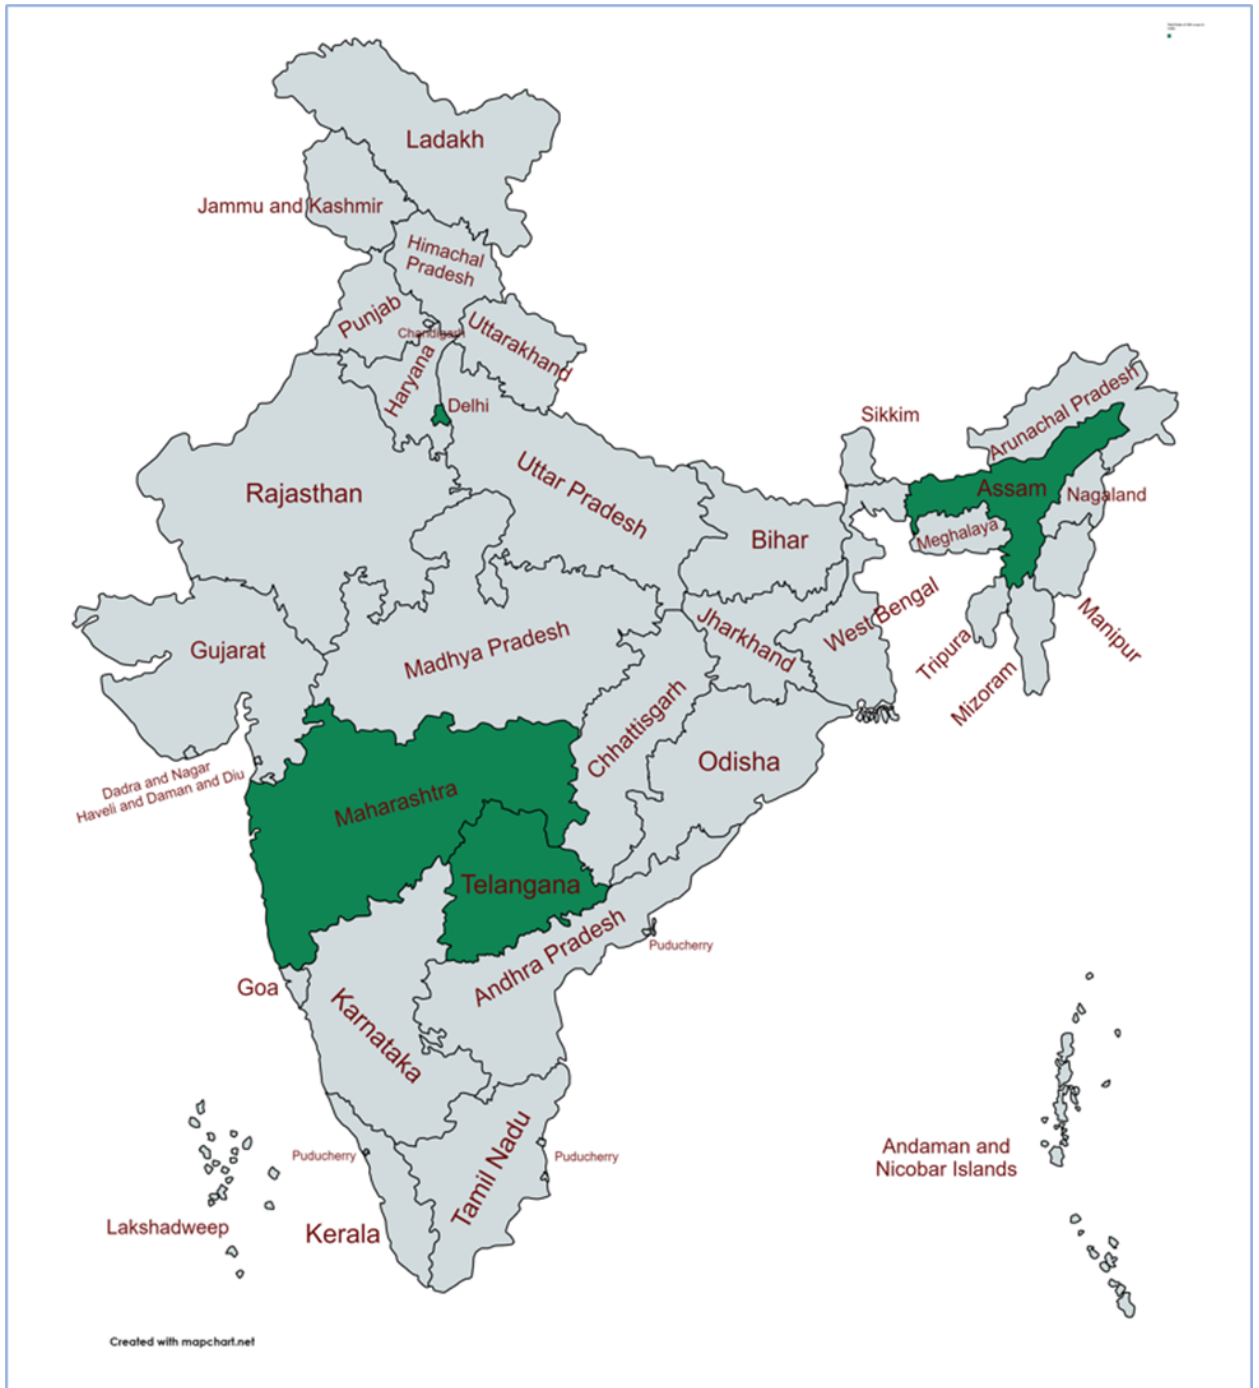 Ladakh
Jammu and Kashmir
Himachal
Pradesh
Punjab
Chandigarh
Uttarakhand
Haryana
Delhi
Arunachal Pradesh
Sikkim
Rajasthan
Uttar Pradesh
Assam
Nagaland
Bihar
Meghalaya
West Bengal
Manipur
Gujarat
Madhya Pradesh
Jharkhand
Tripura
Mizoram
Chhattisgarh
Odisha
Dadra and Nagar
Haveli and Daman and Diu
Maharashtra
Telangana
Andhra Pradesh
Puducherry
Goa
Karnataka
Puducherry
Tamil Nadu
Puducherry
Andaman and
Nicobar Islands
Lakshadweep
Kerala
Created with mapchart.net